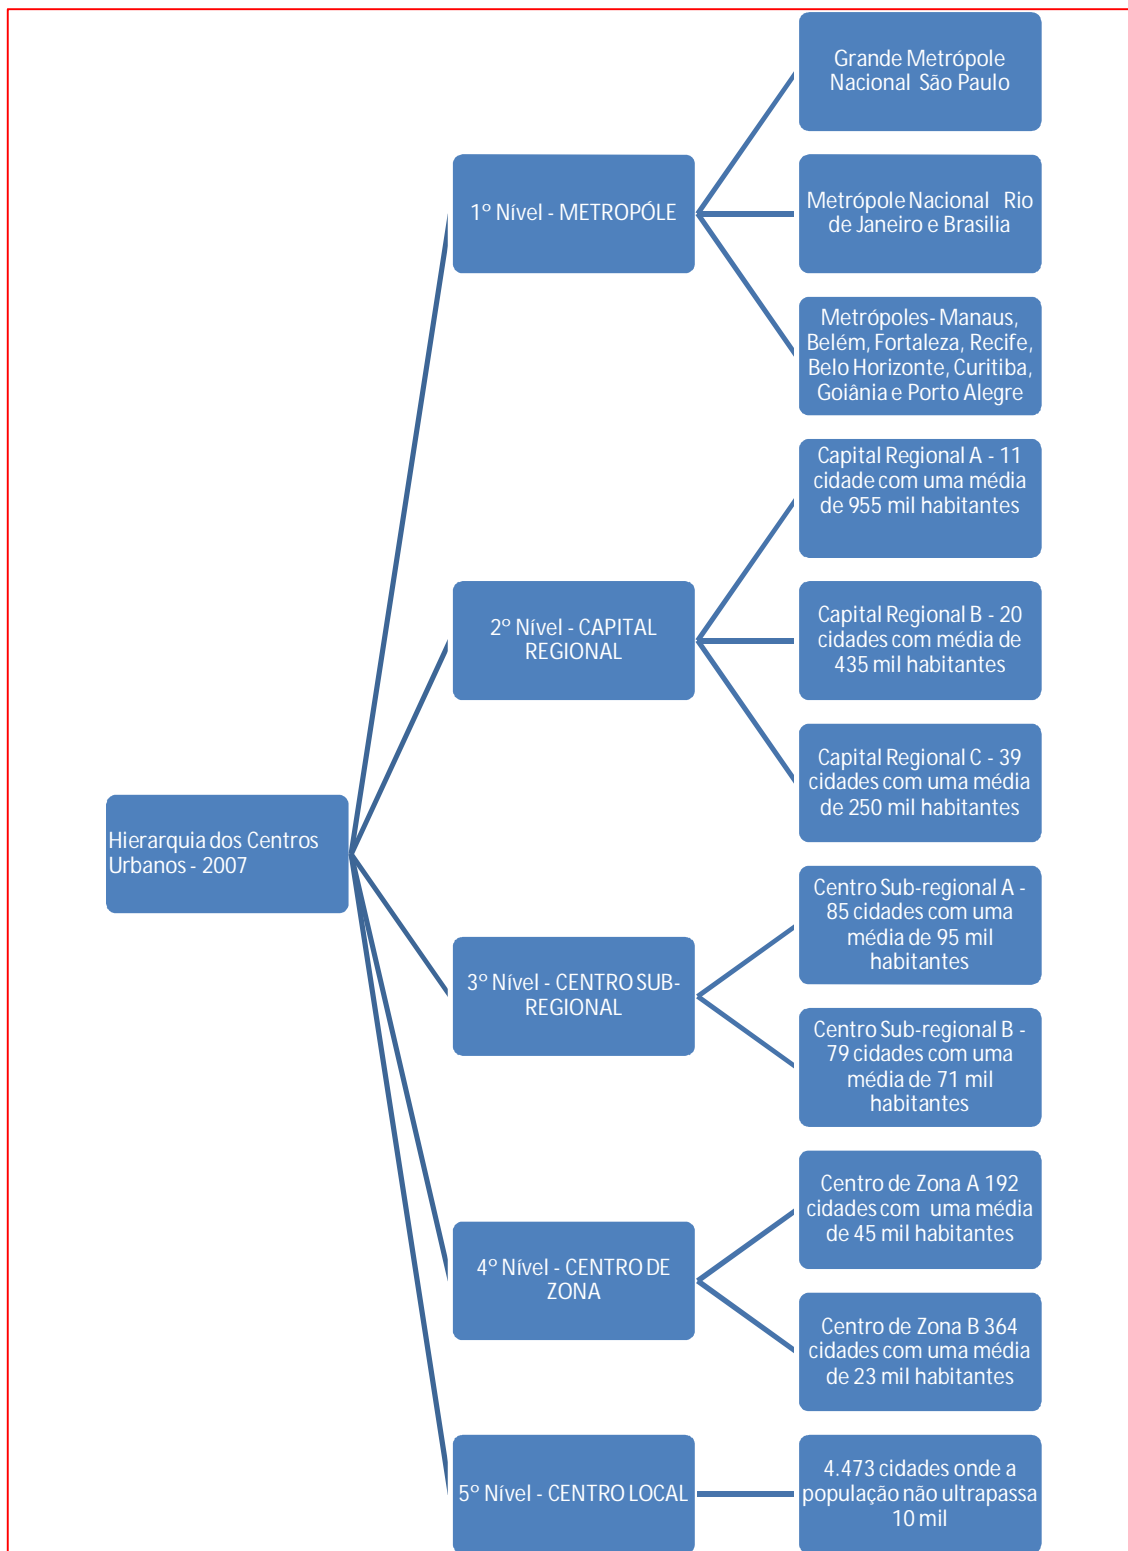 Hierarquia dos Centros
Urbanos - 2007
1º Nível - METROPÓLE
Grande Metrópole
Nacional São Paulo
Metrópole Nacional Rio
de Janeiro e Brasilia
Metrópoles- Manaus,
Belém, Fortaleza, Recife,
Belo Horizonte, Curitiba,
Goiânia e Porto Alegre
2º Nível - CAPITAL
REGIONAL
Capital Regional A - 11
cidade com uma média
de 955 mil habitantes
Capital Regional B - 20
cidades com média de
435 mil habitantes
Capital Regional C - 39
cidades com uma média
de 250 mil habitantes
3º Nível - CENTRO SUB-
REGIONAL
Centro Sub-regional A -
85 cidades com uma
média de 95 mil
habitantes
Centro Sub-regional B -
79 cidades com uma
média de 71 mil
habitantes
4º Nível - CENTRO DE
ZONA
Centro de Zona A 192
cidades com uma média
de 45 mil habitantes
Centro de Zona B 364
cidades com uma média
de 23 mil habitantes
5º Nível - CENTRO LOCAL
4.473 cidades onde a
população não ultrapassa
10 mil